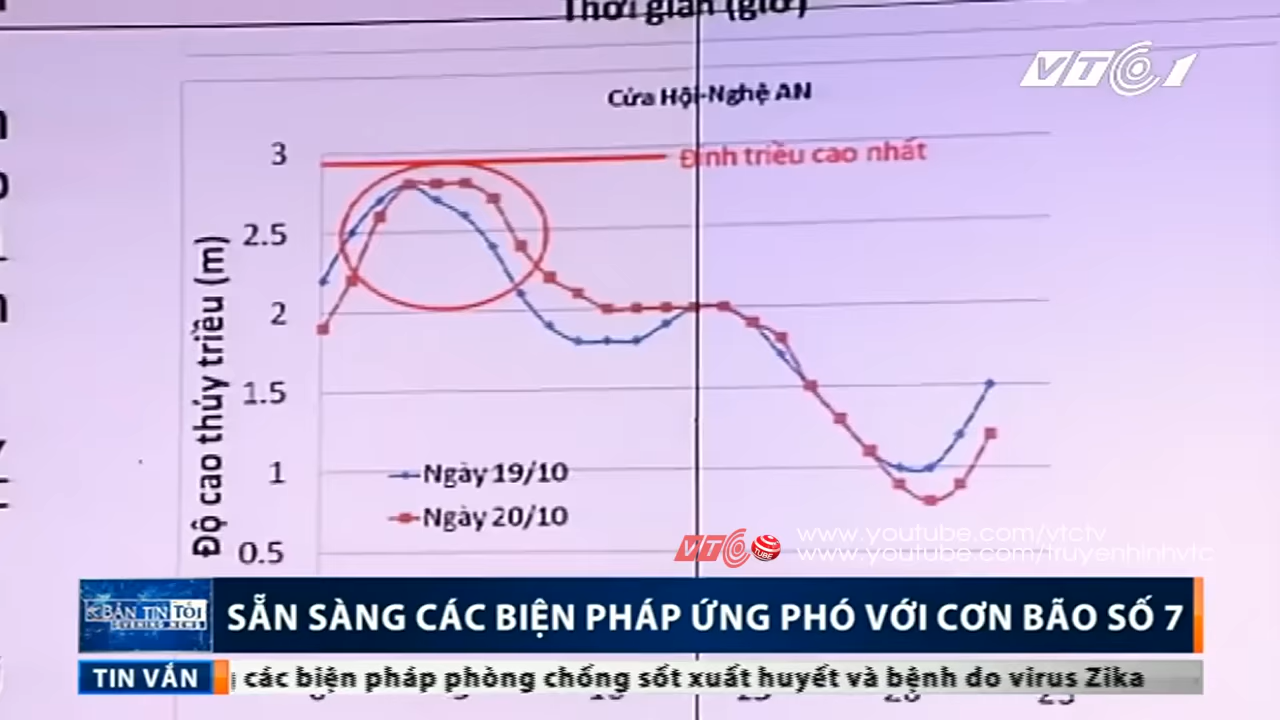 Thời gian (giờ)
VTC1
Cửa Hội-Nghệ AN
3
Đỉnh triều cao nhất
2.5
Độ cao thủy triều (m)
2
1.5
1
Ngày 19/10
Ngày 20/10
0.5
VTC
www.youtube.com/vtctv
www.youtube.com/truyenhinhvtc
BẢN TIN TỐI
EVENING NEWS
SẴN SÀNG CÁC BIỆN PHÁP ỨNG PHÓ VỚI CƠN BÃO SỐ 7
TIN VẮN
các biện pháp phòng chống sốt xuất huyết và bệnh do virus Zika